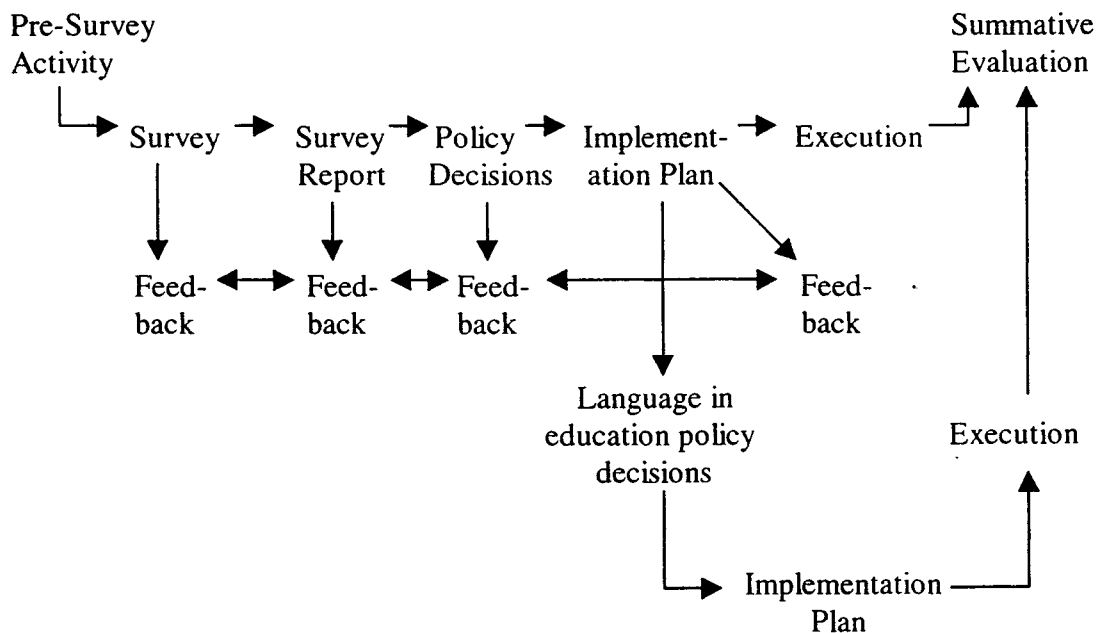 Pre-Survey
Activity
Summative
Evaluation
Survey
Survey
Report
Policy
Decisions
Implement-
ation Plan
Execution
Feed-
back
Feed-
back
Feed-
back
Feed-
back
Language in
education policy
decisions
Execution
Implementation
Plan